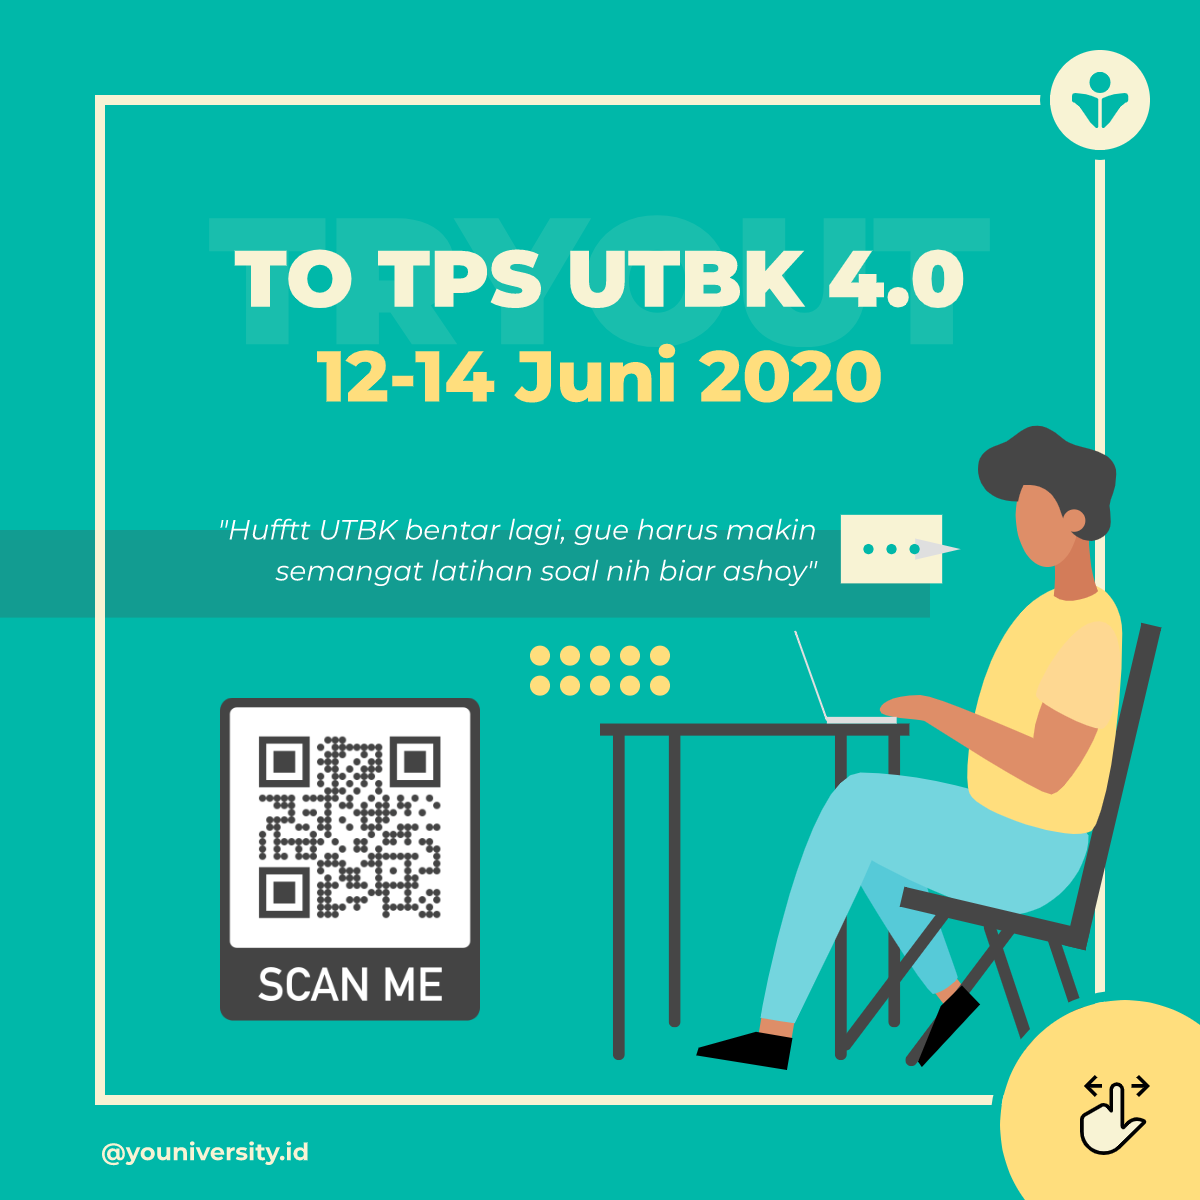 TRYOUT
TO TPS UTBK 4.0
12-14 Juni 2020
"Huffft UTBK bentar lagi, gue harus makin
semangat latihan soal nih biar ashoy"
SCAN ME
@youniversity.id